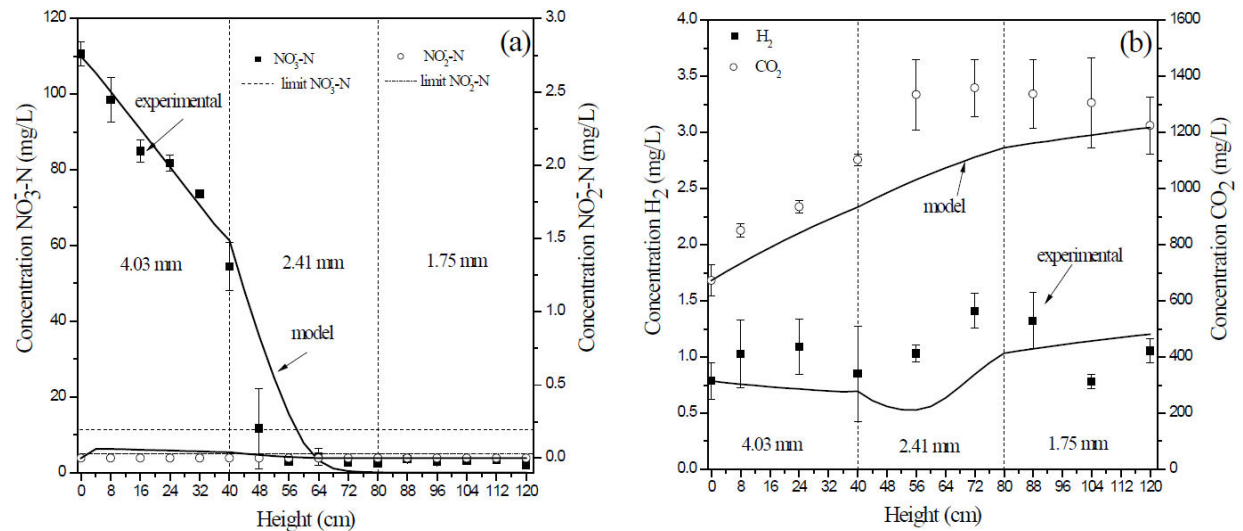 (a)
NO₃⁻-N
NO₂⁻-N
limit NO₃⁻-N
limit NO₂⁻-N
experimental
model
4.03 mm
2.41 mm
1.75 mm
Concentration NO₃⁻-N (mg/L)
120
100
80
60
40
20
0
Concentration NO₂⁻-N (mg/L)
3.0
2.5
2.0
1.5
1.0
0.5
0.0
0 8 16 24 32 40 48 56 64 72 80 88 96 104 112 120
Height (cm)
(b)
H₂
CO₂
model
experimental
4.03 mm
2.41 mm
1.75 mm
Concentration H₂ (mg/L)
4.0
3.5
3.0
2.5
2.0
1.5
1.0
0.5
0.0
Concentration CO₂ (mg/L)
1600
1400
1200
1000
800
600
400
200
0
0 8 16 24 32 40 48 56 64 72 80 88 96 104 112 120
Height (cm)